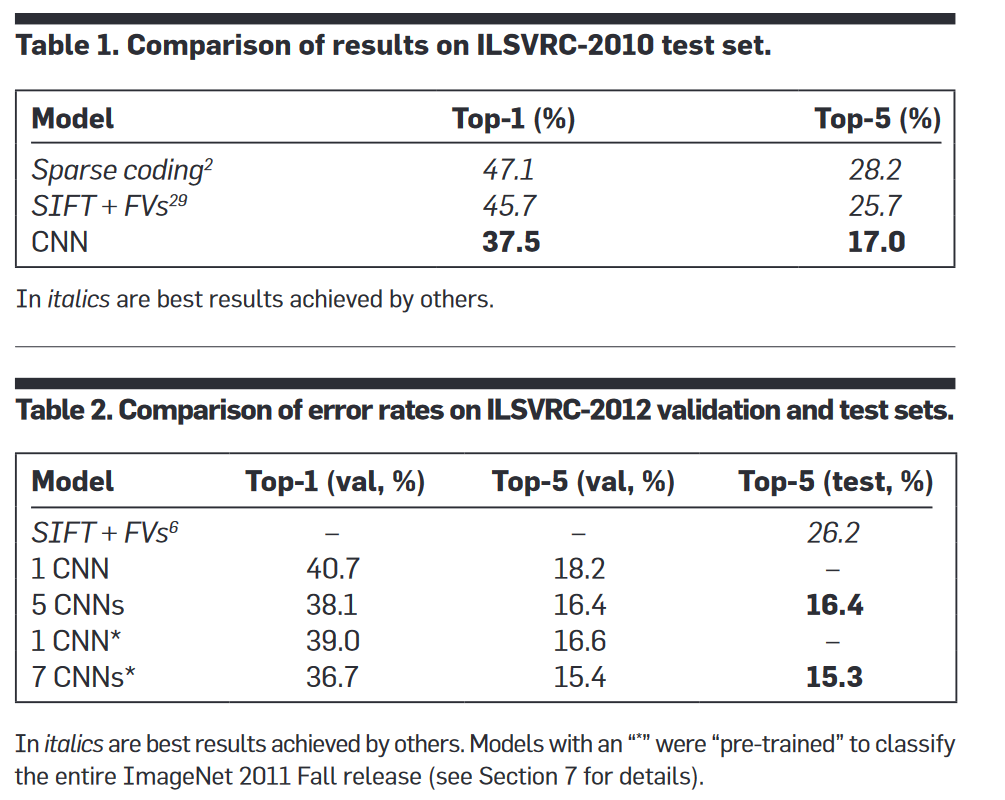 Table 1. Comparison of results on ILSVRC-2010 test set.
Model Top-1 (%) Top-5 (%)
Sparse coding² 47.1 28.2
SIFT + FVs²⁹ 45.7 25.7
CNN 37.5 17.0
In italics are best results achieved by others.
Table 2. Comparison of error rates on ILSVRC-2012 validation and test sets.
Model Top-1 (val, %) Top-5 (val, %) Top-5 (test, %)
SIFT + FVs⁶ – – 26.2
1 CNN 40.7 18.2 –
5 CNNs 38.1 16.4 16.4
1 CNN* 39.0 16.6 –
7 CNNs* 36.7 15.4 15.3
In italics are best results achieved by others. Models with an “*” were “pre-trained” to classify
the entire ImageNet 2011 Fall release (see Section 7 for details).